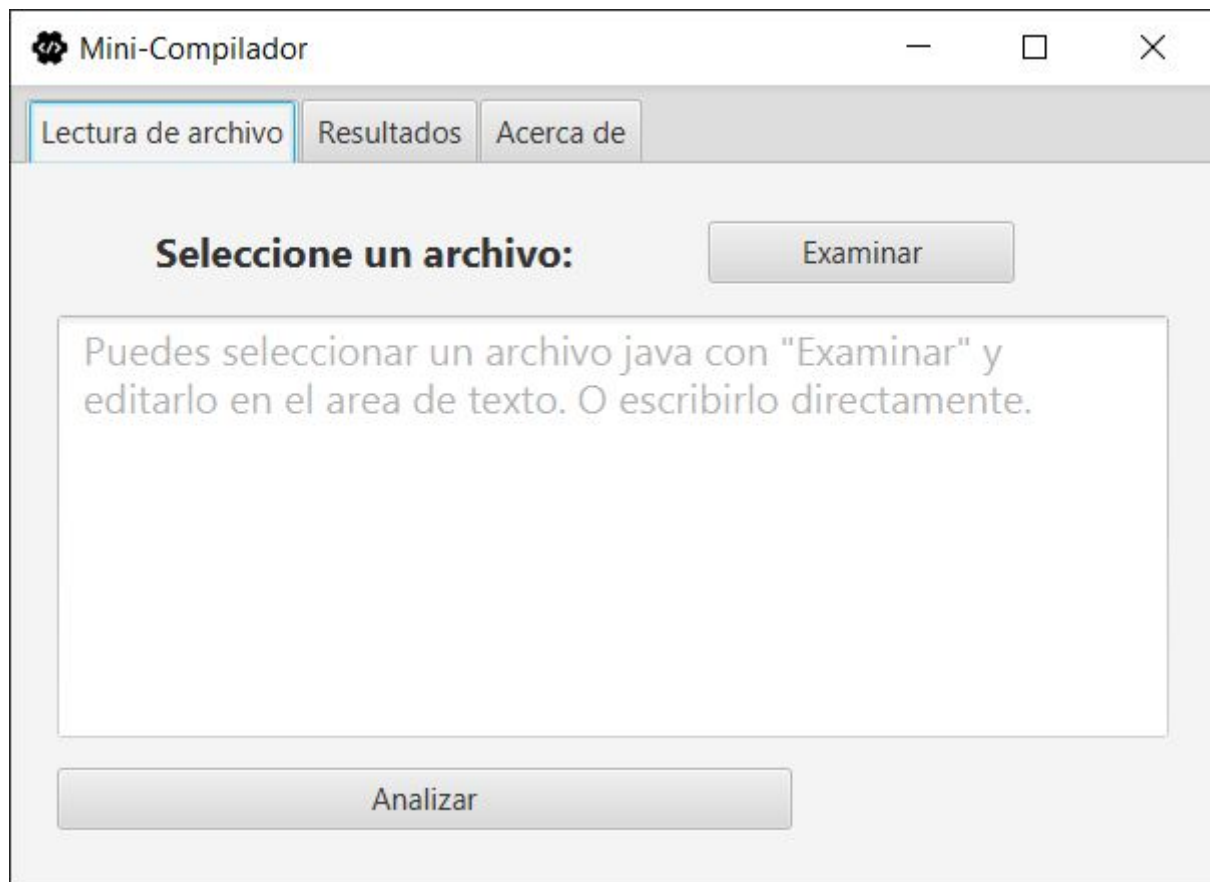 Mini-Compilador
Lectura de archivo Resultados Acerca de
Seleccione un archivo: Examinar
Puedes seleccionar un archivo java con "Examinar" y
editarlo en el area de texto. O escribirlo directamente.
Analizar